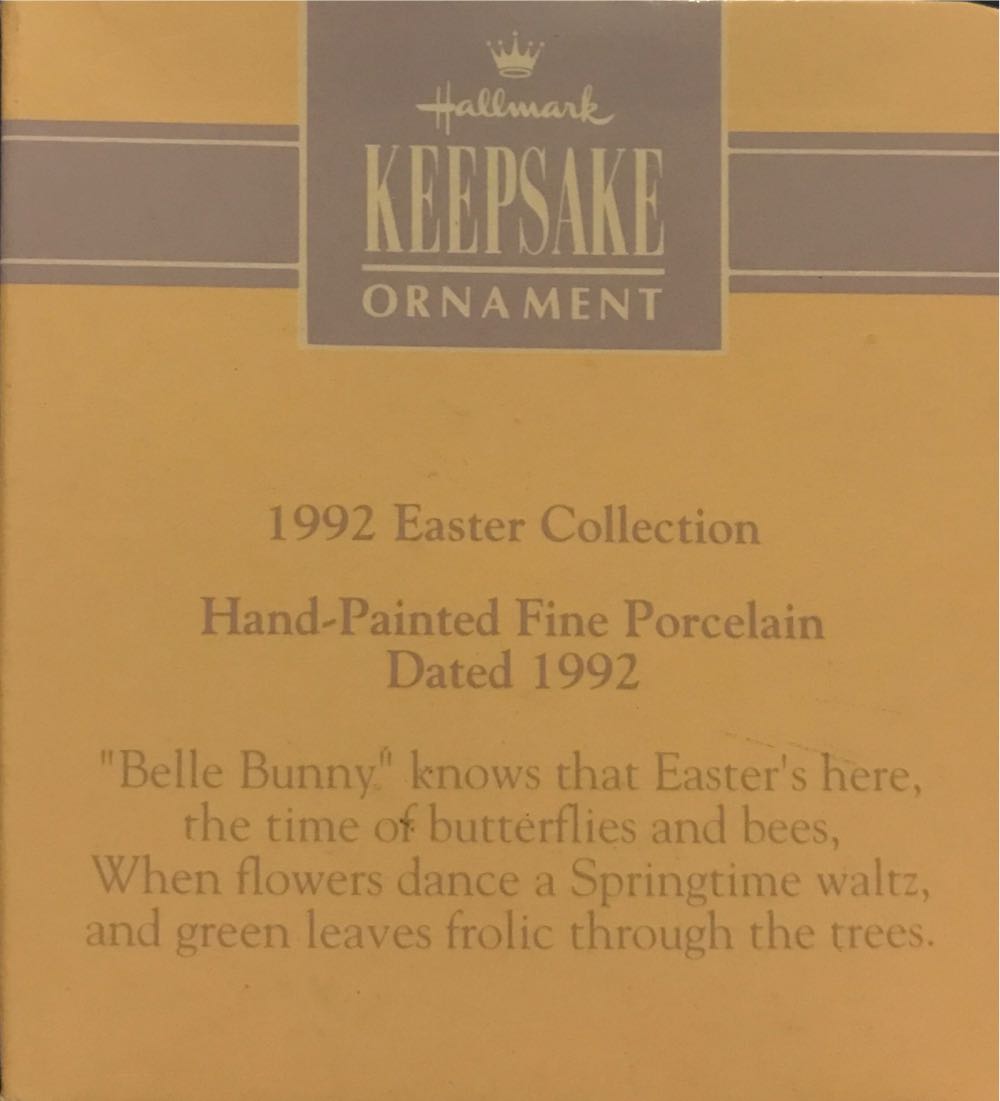 Hallmark
KEEPSAKE
ORNAMENT
1992 Easter Collection
Hand-Painted Fine Porcelain
Dated 1992
"Belle Bunny" knows that Easter's here,
the time of butterflies and bees,
When flowers dance a Springtime waltz,
and green leaves frolic through the trees.